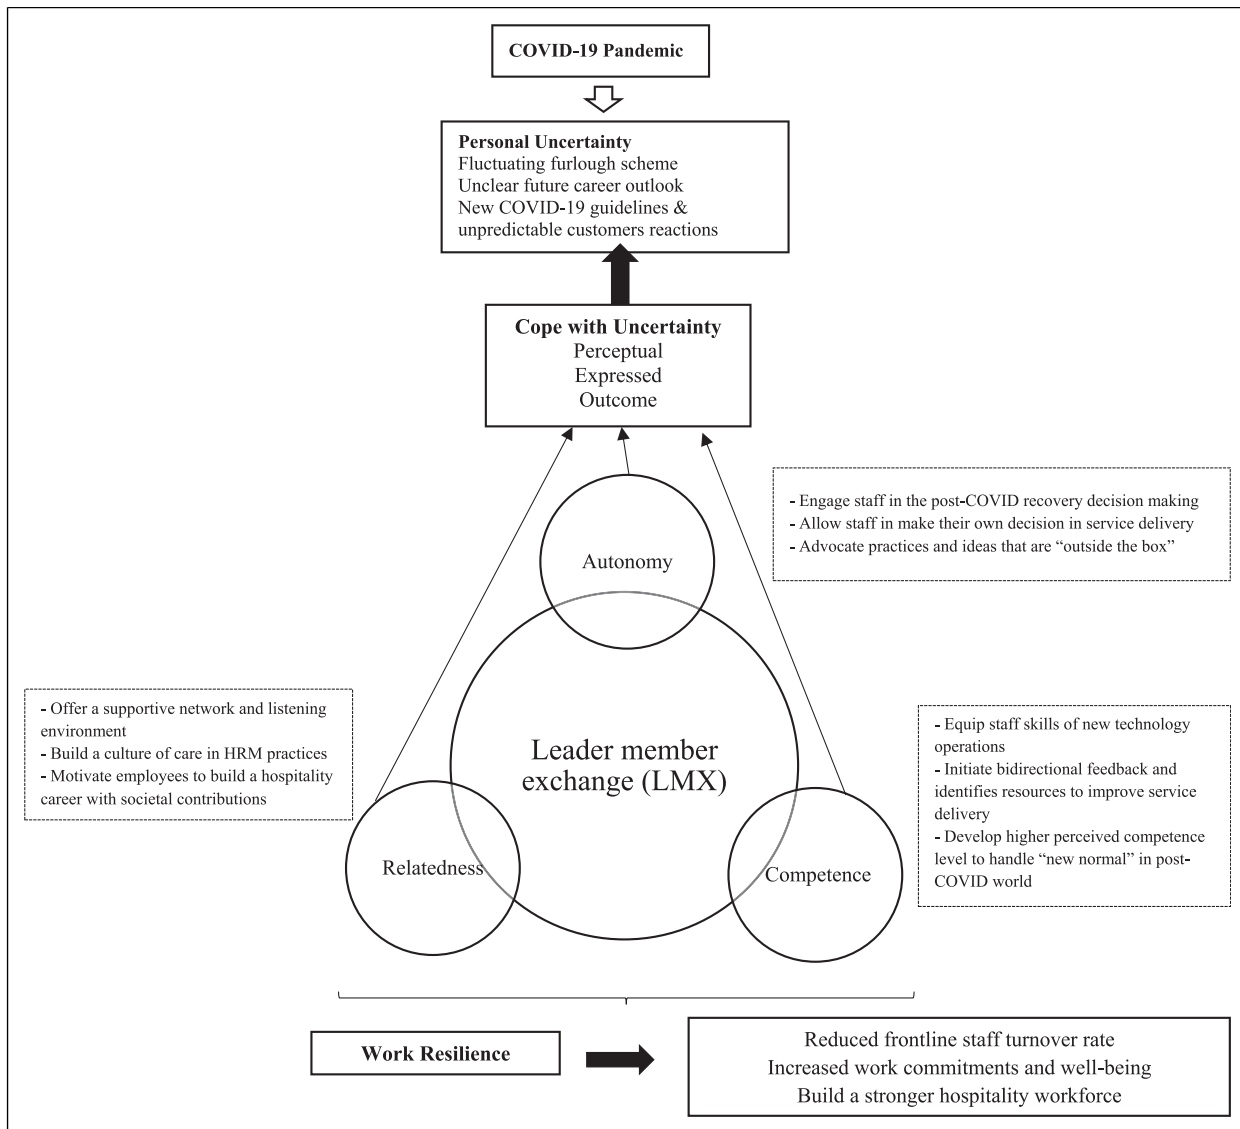 COVID-19 Pandemic
Personal Uncertainty
Fluctuating furlough scheme
Unclear future career outlook
New COVID-19 guidelines &
unpredictable customers reactions
Cope with Uncertainty
Perceptual
Expressed
Outcome
- Engage staff in the post-COVID recovery decision making
- Allow staff in make their own decision in service delivery
- Advocate practices and ideas that are “outside the box”
Autonomy
- Offer a supportive network and listening
environment
- Build a culture of care in HRM practices
- Motivate employees to build a hospitality
career with societal contributions
Leader member
exchange (LMX)
- Equip staff skills of new technology
operations
- Initiate bidirectional feedback and
identifies resources to improve service
delivery
- Develop higher perceived competence
level to handle “new normal” in post-
COVID world
Relatedness
Competence
Work Resilience
Reduced frontline staff turnover rate
Increased work commitments and well-being
Build a stronger hospitality workforce